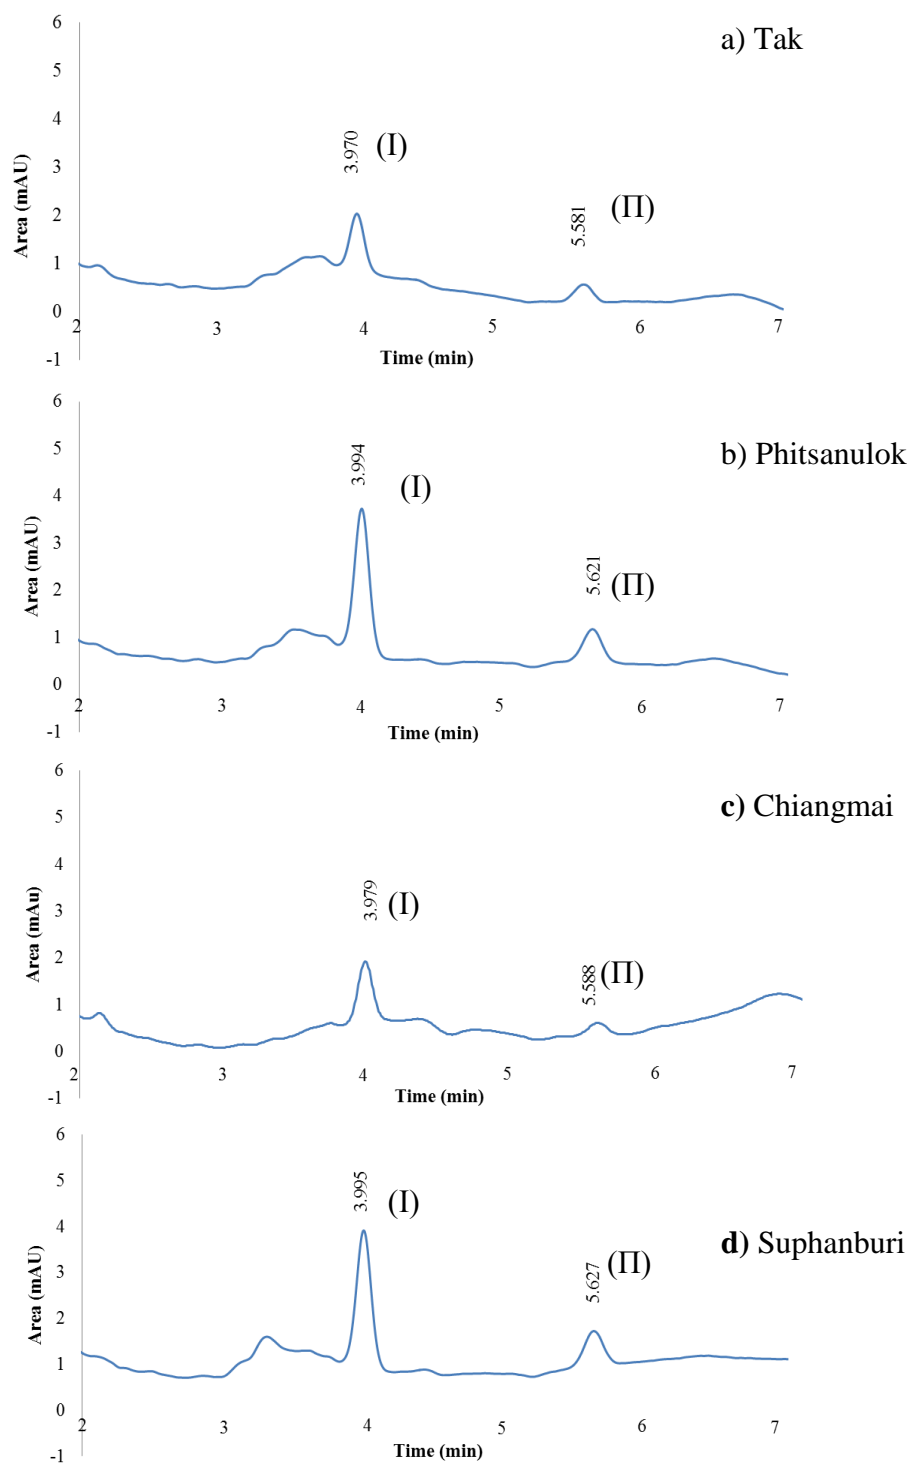 a) Tak
6
5
4
3
2
1
0
-1
Area (mAU)
3.970
(I)
5.581
(Π)
2 3 4 5 6 7
Time (min)
b) Phitsanulok
6
5
4
3
2
1
0
-1
Area (mAU)
3.994
(I)
5.621
(Π)
2 3 4 5 6 7
Time (min)
c) Chiangmai
6
5
4
3
2
1
0
-1
Area (mAu)
3.979
(I)
5.588
(Π)
2 3 4 5 6 7
Time (min)
d) Suphanburi
6
5
4
3
2
1
0
-1
Area (mAU)
3.995
(I)
5.627
(Π)
2 3 4 5 6 7
Time (min)